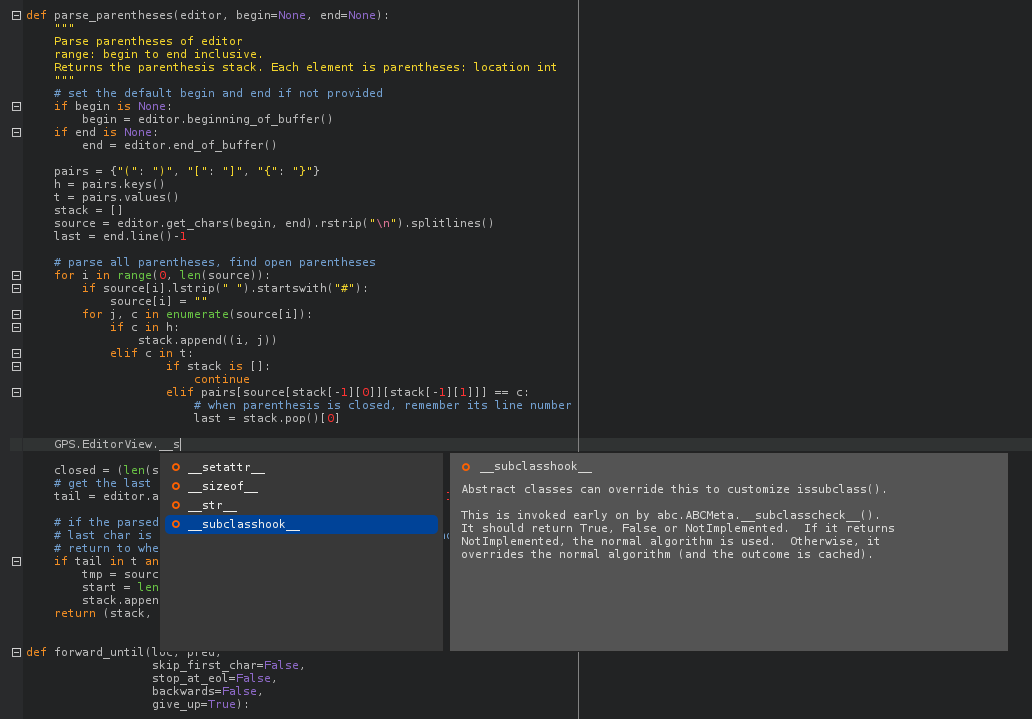 def parse_parentheses(editor, begin=None, end=None):
    """
    Parse parentheses of editor
    range: begin to end inclusive.
    Returns the parenthesis stack. Each element is parentheses: location int
    """
    # set the default begin and end if not provided
    if begin is None:
        begin = editor.beginning_of_buffer()
    if end is None:
        end = editor.end_of_buffer()

    pairs = {"(": ")", "[": "]", "{": "}"}
    h = pairs.keys()
    t = pairs.values()
    stack = []
    source = editor.get_chars(begin, end).rstrip("\n").splitlines()
    last = end.line()-1

    # parse all parentheses, find open parentheses
    for i in range(0, len(source)):
        if source[i].lstrip(" ").startswith("#"):
            source[i] = ""
        for j, c in enumerate(source[i]):
            if c in h:
                stack.append((i, j))
            elif c in t:
                    if stack is []:
                        continue
                    elif pairs[source[stack[-1][0]][stack[-1][1]]] == c:
                        # when parenthesis is closed, remember its line number
                        last = stack.pop()[0]

    GPS.EditorView.__s

    closed = (len(s
    # get the last
    tail = editor.a

    # if the parsed
    # last char is
    # return to whe
    if tail in t an
        tmp = sourc
        start = len
        stack.appen
    return (stack,

__setattr__
__sizeof__
__str__
__subclasshook__

__subclasshook__
Abstract classes can override this to customize issubclass().

This is invoked early on by abc.ABCMeta.__subclasscheck__().
It should return True, False or NotImplemented.  If it returns
NotImplemented, the normal algorithm is used.  Otherwise, it
overrides the normal algorithm (and the outcome is cached).

def forward_until(loc, pred,
                  skip_first_char=False,
                  stop_at_eol=False,
                  backwards=False,
                  give_up=True):